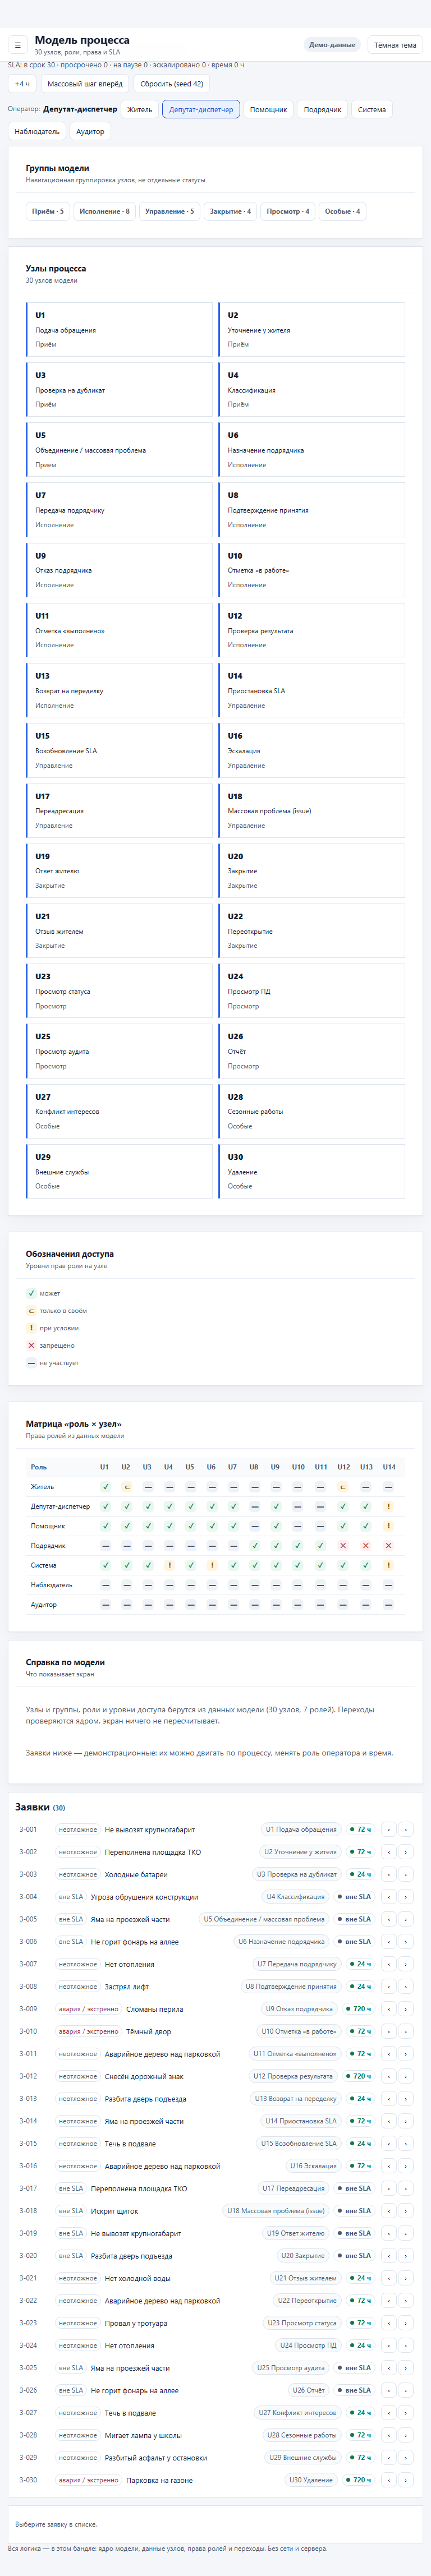 ☰
Модель процесса
30 узлов, роли, права и SLA
Демо-данные
Тёмная тема
SLA: в срок 30 · просрочено 0 · на паузе 0 · эскалировано 0 · время 0 ч
+4 ч
Массовый шаг вперёд
Сбросить (seed 42)
Оператор: Депутат-диспетчер
Житель
Депутат-диспетчер
Помощник
Подрядчик
Система
Наблюдатель
Аудитор
Группы модели
Навигационная группировка узлов, не отдельные статусы
Приём · 5
Исполнение · 8
Управление · 5
Закрытие · 4
Просмотр · 4
Особые · 4
Узлы процесса
30 узлов модели
U1
Подача обращения
Приём
U2
Уточнение у жителя
Приём
U3
Проверка на дубликат
Приём
U4
Классификация
Приём
U5
Объединение / массовая проблема
Приём
U6
Назначение подрядчика
Исполнение
U7
Передача подрядчику
Исполнение
U8
Подтверждение принятия
Исполнение
U9
Отказ подрядчика
Исполнение
U10
Отметка «в работе»
Исполнение
U11
Отметка «выполнено»
Исполнение
U12
Проверка результата
Исполнение
U13
Возврат на переделку
Исполнение
U14
Приостановка SLA
Управление
U15
Возобновление SLA
Управление
U16
Эскалация
Управление
U17
Переадресация
Управление
U18
Массовая проблема (issue)
Управление
U19
Ответ жителю
Закрытие
U20
Закрытие
Закрытие
U21
Отзыв жителем
Закрытие
U22
Переоткрытие
Закрытие
U23
Просмотр статуса
Просмотр
U24
Просмотр ПД
Просмотр
U25
Просмотр аудита
Просмотр
U26
Отчёт
Просмотр
U27
Конфликт интересов
Особые
U28
Сезонные работы
Особые
U29
Внешние службы
Особые
U30
Удаление
Особые
Обозначения доступа
Уровни прав роли на узле
✓ может
⊂ только в своём
! при условии
✕ запрещено
— не участвует
Матрица «роль × узел»
Права ролей из данных модели
Роль U1 U2 U3 U4 U5 U6 U7 U8 U9 U10 U11 U12 U13 U14
Житель ✓ ⊂ — — — — — — — — — ⊂ — —
Депутат-диспетчер ✓ ✓ ✓ ✓ ✓ ✓ ✓ — ✓ — — ✓ ✓ !
Помощник ✓ ✓ ✓ ✓ ✓ ✓ ✓ — ✓ — — ✓ ✓ !
Подрядчик — — — — — — — ✓ ✓ ✓ ✓ ✕ ✕ ✕
Система ✓ ✓ ✓ ! ✓ ! ✓ ✓ ✓ ✓ ✓ ✓ ✓ !
Наблюдатель — — — — — — — — — — — — — —
Аудитор — — — — — — — — — — — — — —
Справка по модели
Что показывает экран
Узлы и группы, роли и уровни доступа берутся из данных модели (30 узлов, 7 ролей). Переходы
проверяются ядром, экран ничего не пересчитывает.
Заявки ниже — демонстрационные: их можно двигать по процессу, менять роль оператора и время.
Заявки (30)
З-001 неотложное Не вывозят крупногабарит U1 Подача обращения 72 ч ‹ ›
З-002 неотложное Переполнена площадка ТКО U2 Уточнение у жителя 72 ч ‹ ›
З-003 неотложное Холодные батареи U3 Проверка на дубликат 24 ч ‹ ›
З-004 вне SLA Угроза обрушения конструкции U4 Классификация вне SLA ‹ ›
З-005 вне SLA Яма на проезжей части U5 Объединение / массовая проблема вне SLA ‹ ›
З-006 вне SLA Не горит фонарь на аллее U6 Назначение подрядчика вне SLA ‹ ›
З-007 неотложное Нет отопления U7 Передача подрядчику 24 ч ‹ ›
З-008 неотложное Застрял лифт U8 Подтверждение принятия 24 ч ‹ ›
З-009 авария / экстренно Сломаны перила U9 Отказ подрядчика 720 ч ‹ ›
З-010 авария / экстренно Тёмный двор U10 Отметка «в работе» 72 ч ‹ ›
З-011 неотложное Аварийное дерево над парковкой U11 Отметка «выполнено» 72 ч ‹ ›
З-012 неотложное Снесён дорожный знак U12 Проверка результата 720 ч ‹ ›
З-013 неотложное Разбита дверь подъезда U13 Возврат на переделку 24 ч ‹ ›
З-014 неотложное Яма на проезжей части U14 Приостановка SLA 72 ч ‹ ›
З-015 неотложное Течь в подвале U15 Возобновление SLA 24 ч ‹ ›
З-016 неотложное Аварийное дерево над парковкой U16 Эскалация 72 ч ‹ ›
З-017 вне SLA Переполнена площадка ТКО U17 Переадресация вне SLA ‹ ›
З-018 вне SLA Искрит щиток U18 Массовая проблема (issue) вне SLA ‹ ›
З-019 вне SLA Не вывозят крупногабарит U19 Ответ жителю вне SLA ‹ ›
З-020 вне SLA Разбита дверь подъезда U20 Закрытие вне SLA ‹ ›
З-021 неотложное Нет холодной воды U21 Отзыв жителем 24 ч ‹ ›
З-022 неотложное Аварийное дерево над парковкой U22 Переоткрытие 72 ч ‹ ›
З-023 неотложное Провал у тротуара U23 Просмотр статуса 72 ч ‹ ›
З-024 неотложное Нет отопления U24 Просмотр ПД 24 ч ‹ ›
З-025 вне SLA Яма на проезжей части U25 Просмотр аудита вне SLA ‹ ›
З-026 вне SLA Не горит фонарь на аллее U26 Отчёт вне SLA ‹ ›
З-027 неотложное Течь в подвале U27 Конфликт интересов 24 ч ‹ ›
З-028 неотложное Мигает лампа у школы U28 Сезонные работы 72 ч ‹ ›
З-029 неотложное Разбитый асфальт у остановки U29 Внешние службы 72 ч ‹ ›
З-030 авария / экстренно Парковка на газоне U30 Удаление 720 ч ‹ ›
Выберите заявку в списке.
Вся логика — в этом бандле: ядро модели, данные узлов, права ролей и переходы. Без сети и сервера.